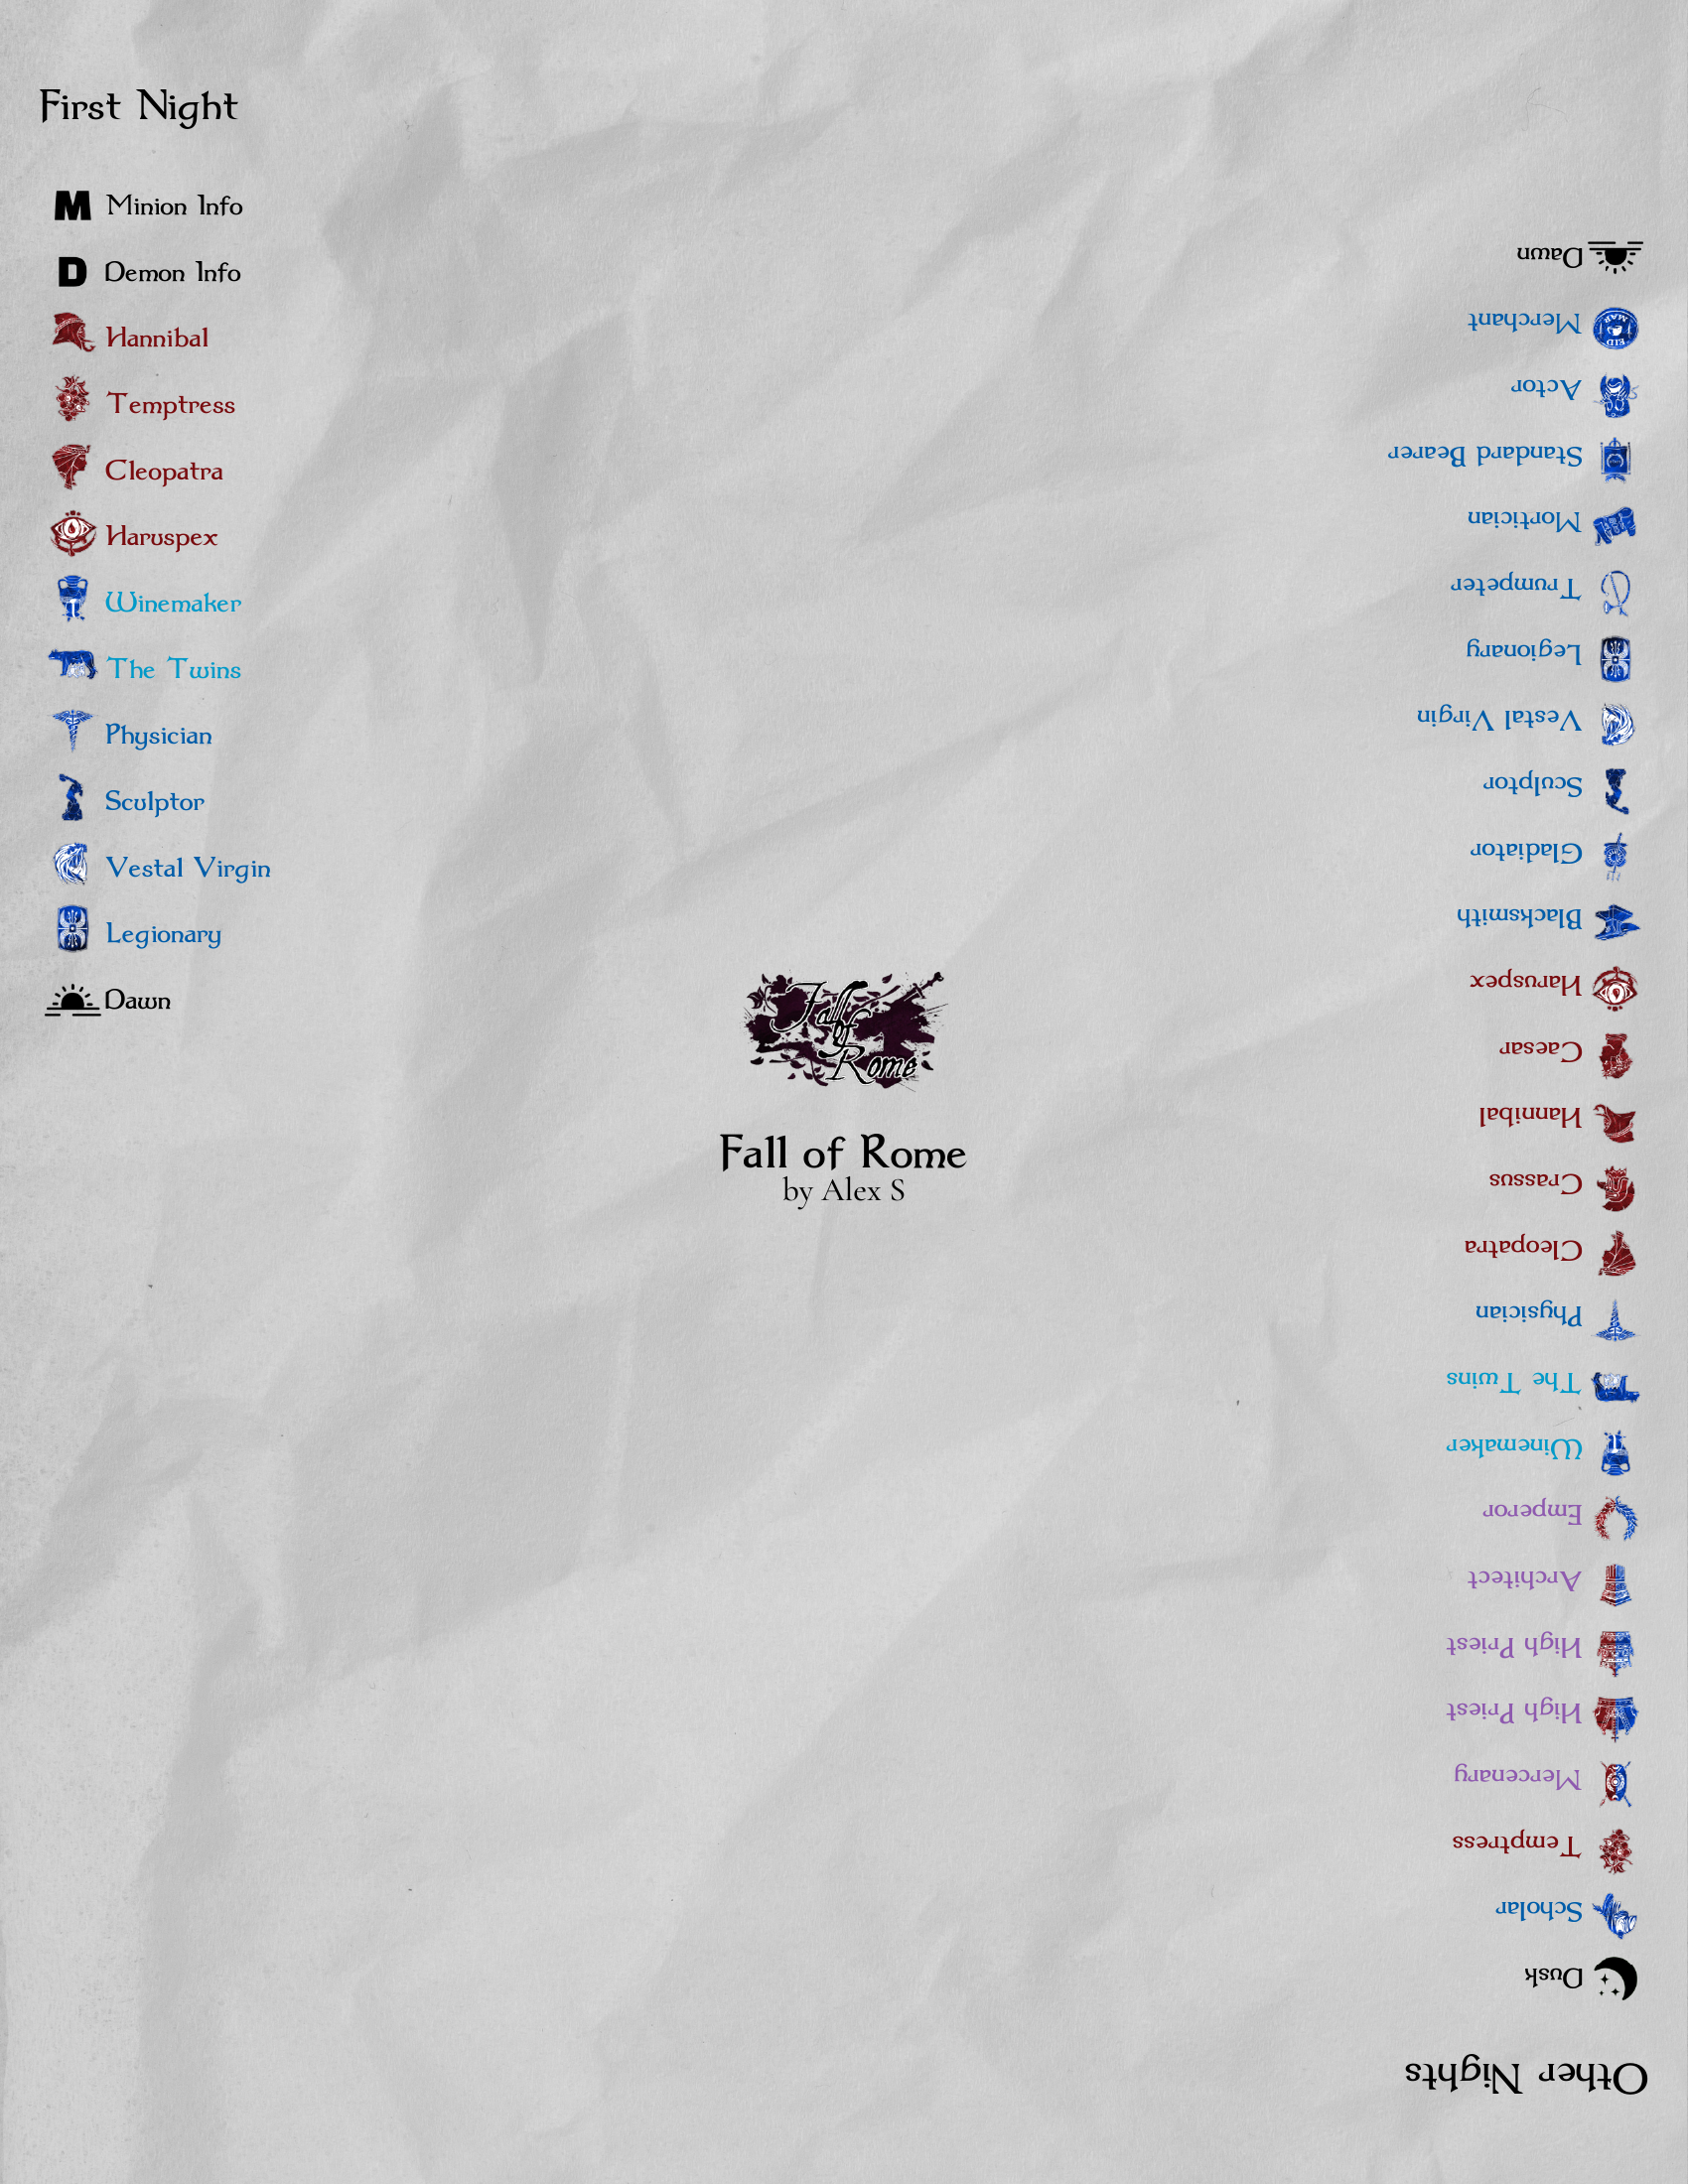 First Night
M Minion Info
D Demon Info
Hannibal
Temptress
Cleopatra
Haruspex
Winemaker
The Twins
Physician
Sculptor
Vestal Virgin
Legionary
Dawn
Fall
of
Rome
Fall of Rome
by Alex S
Other Nights
Dusk
Scholar
Temptress
Mercenary
High Priest
High Priest
Architect
Emperor
Winemaker
The Twins
Physician
Cleopatra
Crassus
Hannibal
Caesar
Haruspex
Blacksmith
Gladiator
Sculptor
Vestal Virgin
Legionary
Trumpeter
Mortician
Standard Bearer
Actor
Merchant
EID
MAR
Dawn